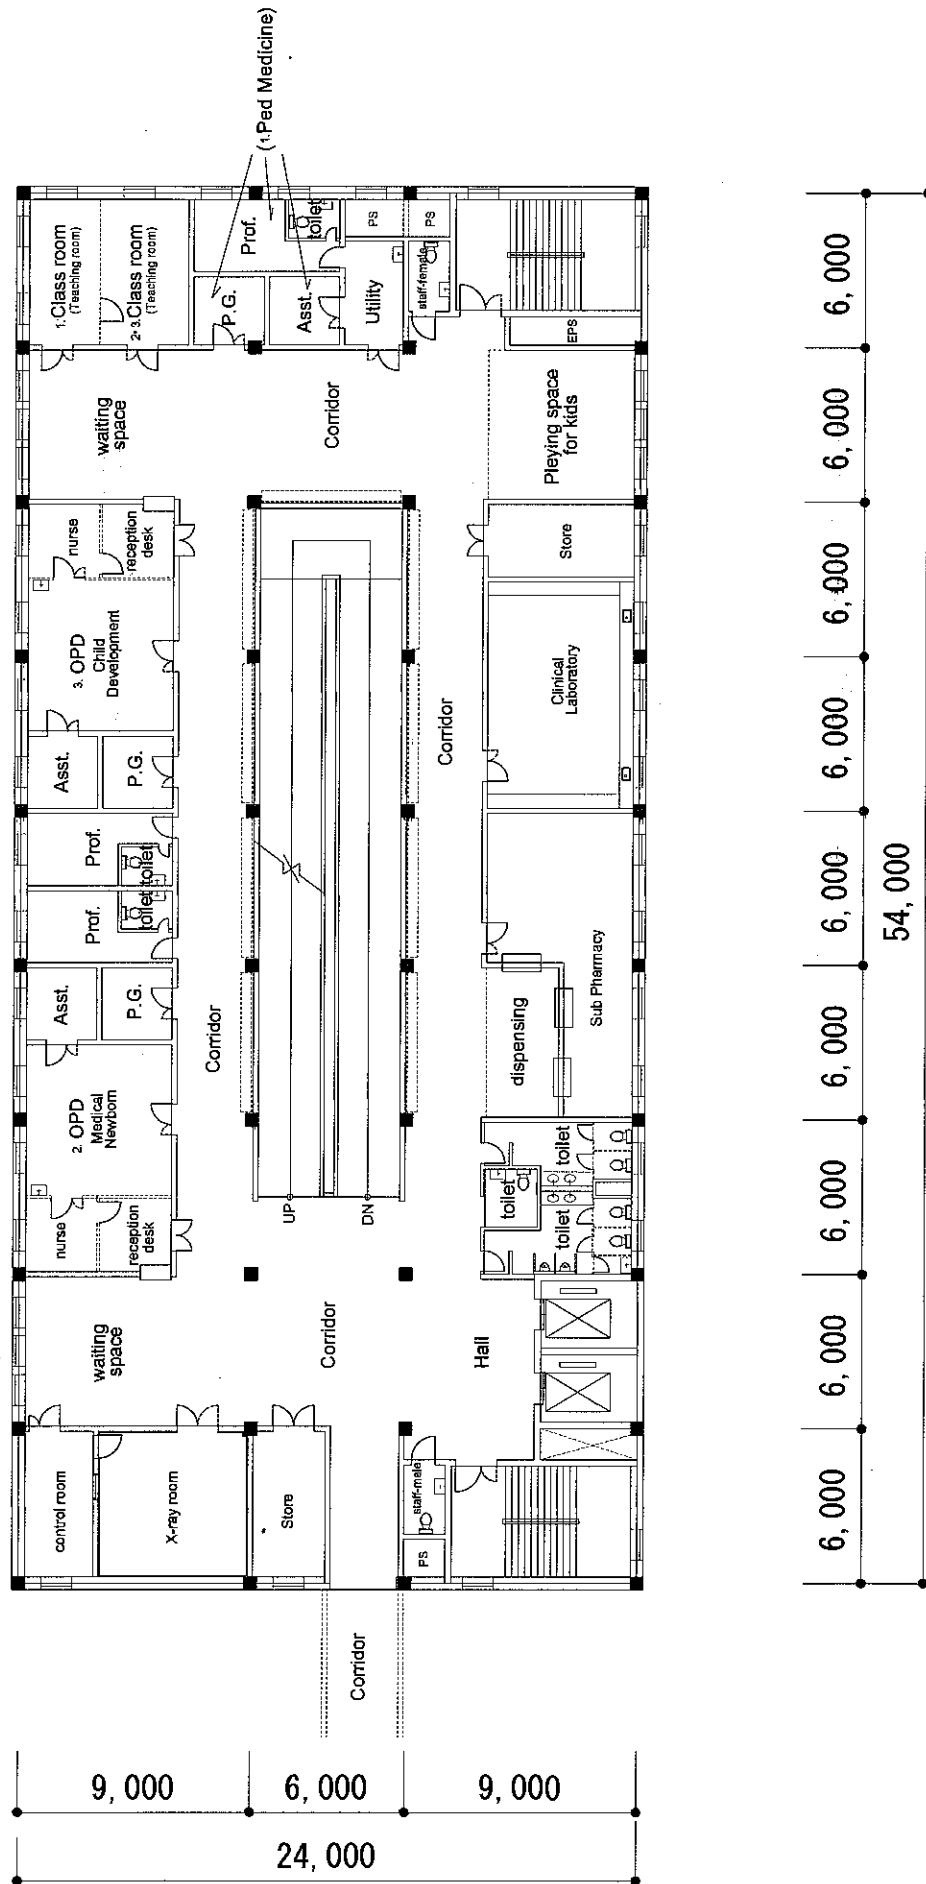 (1.Ped Medicine)
1.Class room
(Teaching room)
2・3.Class room
(Teaching room)
Prof.
toilet
PS
PS
P.G.
Asst.
Utility
staff-female
EPS
waiting
space
Corridor
Pleying space
for kids
nurse
reception
desk
Store
3. OPD
Child
Development
Clinical
Laboratory
Asst.
P.G.
Corridor
Prof.
toilet
Prof.
toilet
Asst.
P.G.
Corridor
dispensing
Sub Pharmacy
2. OPD
Medical
Newborn
toilet
toilet
toilet
nurse
reception
desk
UP
DN
waiting
space
Corridor
Hall
control room
X-ray room
Store
staff-mele
PS
Corridor
6,000
6,000
6,000
6,000
6,000
6,000
6,000
6,000
6,000
54,000
9,000
6,000
9,000
24,000